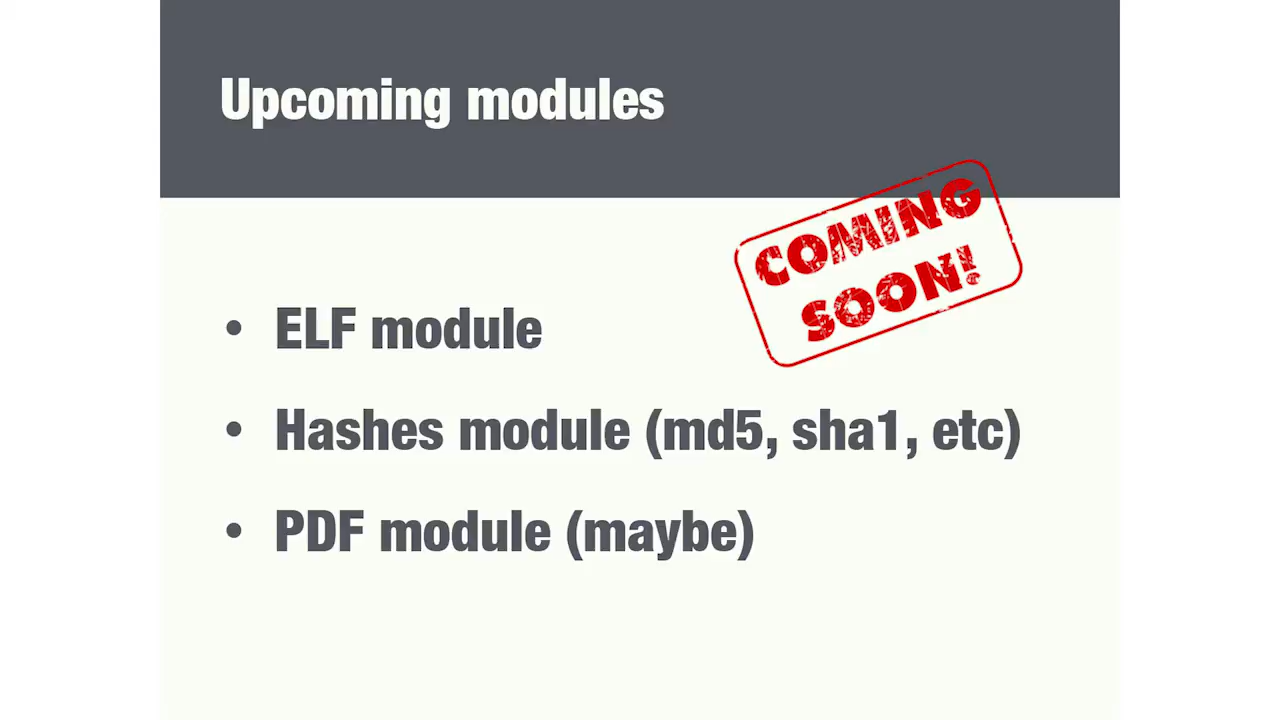 Upcoming modules
COMING
SOON!
• ELF module
• Hashes module (md5, sha1, etc)
• PDF module (maybe)